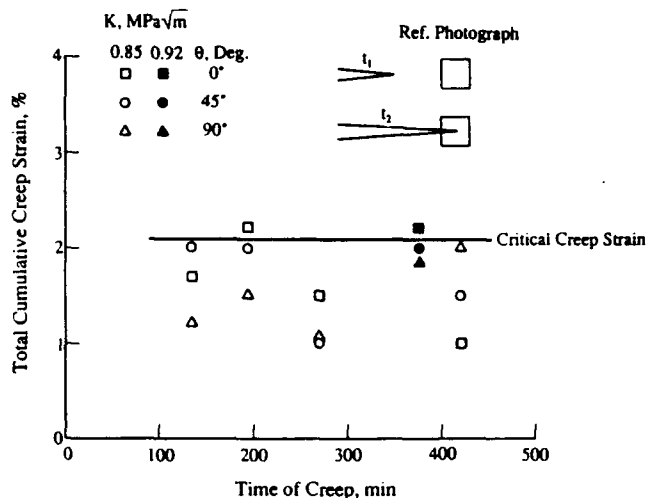 K, MPa√m
0.85 0.92 θ, Deg.
0°
45°
90°
Ref. Photograph
t₁
t₂
Critical Creep Strain
Total Cumulative Creep Strain, %
4
3
2
1
0
0 100 200 300 400 500
Time of Creep, min